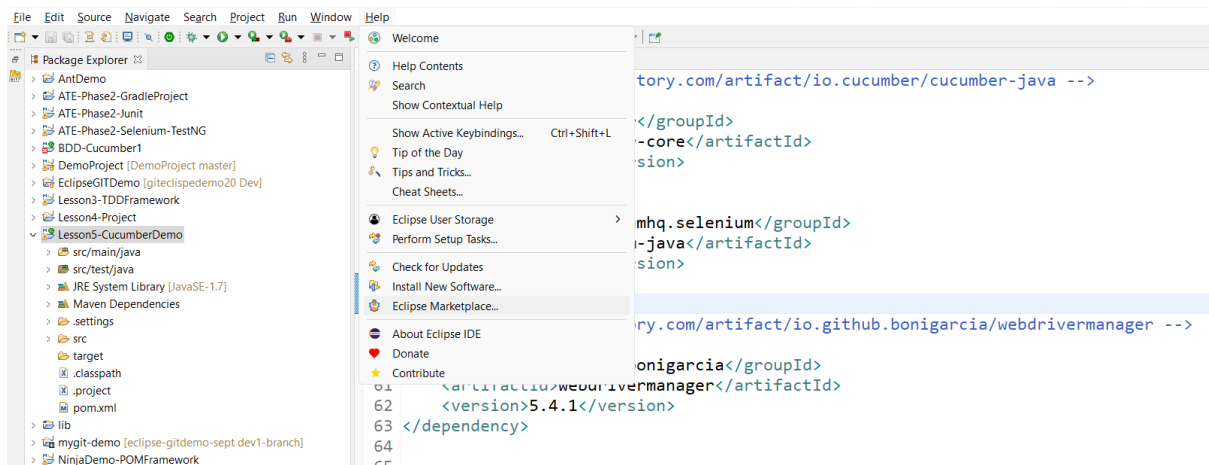 File Edit Source Navigate Search Project Run Window Help
Package Explorer
AntDemo
ATE-Phase2-GradleProject
ATE-Phase2-Junit
ATE-Phase2-Selenium-TestNG
BDD-Cucumber1
DemoProject [DemoProject master]
EclipseGITDemo [giteclispedemo20 Dev]
Lesson3-TDDFramework
Lesson4-Project
Lesson5-CucumberDemo
src/main/java
src/test/java
JRE System Library [JavaSE-1.7]
Maven Dependencies
.settings
src
target
.classpath
.project
pom.xml
lib
mygit-demo [eclipse-gitdemo-sept dev1-branch]
NinjaDemo-POMFramework
Welcome
Help Contents
Search
Show Contextual Help
Show Active Keybindings... Ctrl+Shift+L
Tip of the Day
Tips and Tricks...
Cheat Sheets...
Eclipse User Storage
Perform Setup Tasks...
Check for Updates
Install New Software...
Eclipse Marketplace...
About Eclipse IDE
Donate
Contribute
tory.com/artifact/io.cucumber/cucumber-java -->
</groupId>
-core</artifactId>
sion>
mhq.selenium</groupId>
-java</artifactId>
sion>
ry.com/artifact/io.github.bonigarcia/webdrivermanager -->
onigarcia</groupId>
61 <artifactId>webdrivermanager</artifactId>
62 <version>5.4.1</version>
63 </dependency>
64